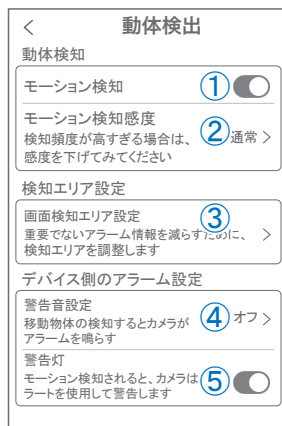 < 動体検出
動体検知
モーション検知 ①
モーション検知感度
検知頻度が高すぎる場合は、 ② 通常 >
感度を下げてみてください
検知エリア設定
画面検知エリア設定 ③
重要でないアラーム情報を減らすために、 >
検知エリアを調整します
デバイス側のアラーム設定
警告音設定
移動物体の検知するとカメラが ④ オフ >
アラームを鳴らす
警告灯
モーション検知されると、カメラは ⑤
ラートを使用して警告します